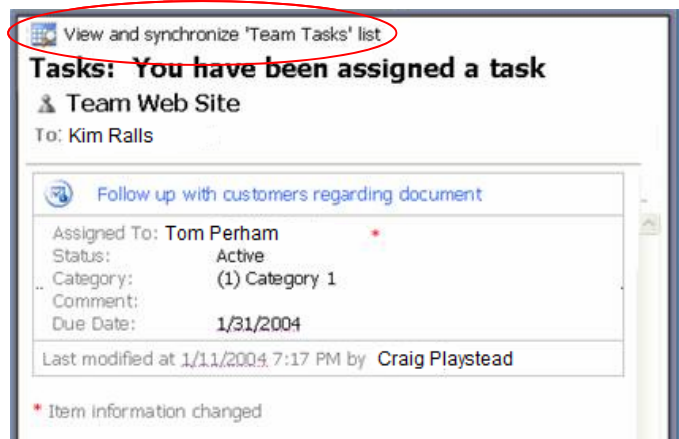 View and synchronize 'Team Tasks' list
Tasks: You have been assigned a task
Team Web Site
To: Kim Ralls
Follow up with customers regarding document
Assigned To: Tom Perham *
Status: Active
Category: (1) Category 1
Comment:
Due Date: 1/31/2004
Last modified at 1/11/2004 7:17 PM by Craig Playstead
* Item information changed